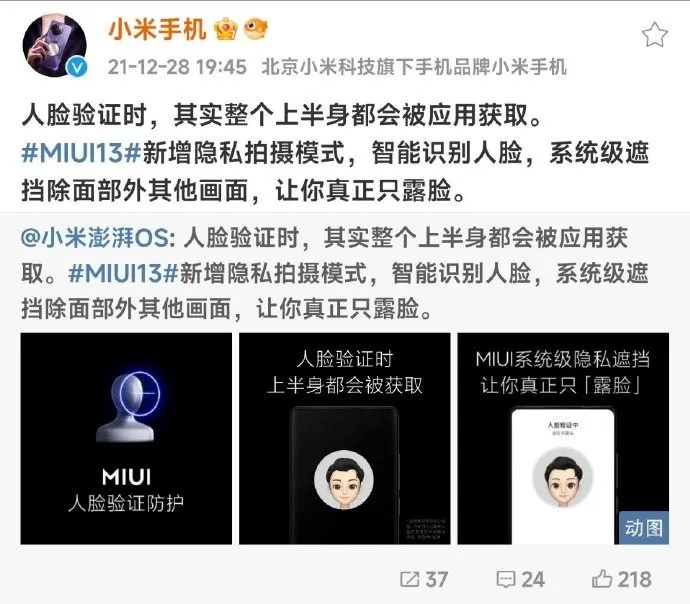 小米手机
21-12-28 19:45 北京小米科技旗下手机品牌小米手机
人脸验证时，其实整个上半身都会被应用获取。
#MIUI13#新增隐私拍摄模式，智能识别人脸，系统级遮
挡除面部外其他画面，让你真正只露脸。
@小米澎湃OS: 人脸验证时，其实整个上半身都会被应用获
取。#MIUI13#新增隐私拍摄模式，智能识别人脸，系统级遮
挡除面部外其他画面，让你真正只露脸。
MIUI
人脸验证防护
人脸验证时
上半身都会被获取
MIUI系统级隐私遮挡
让你真正只「露脸」
人脸验证中
动图
37
24
218